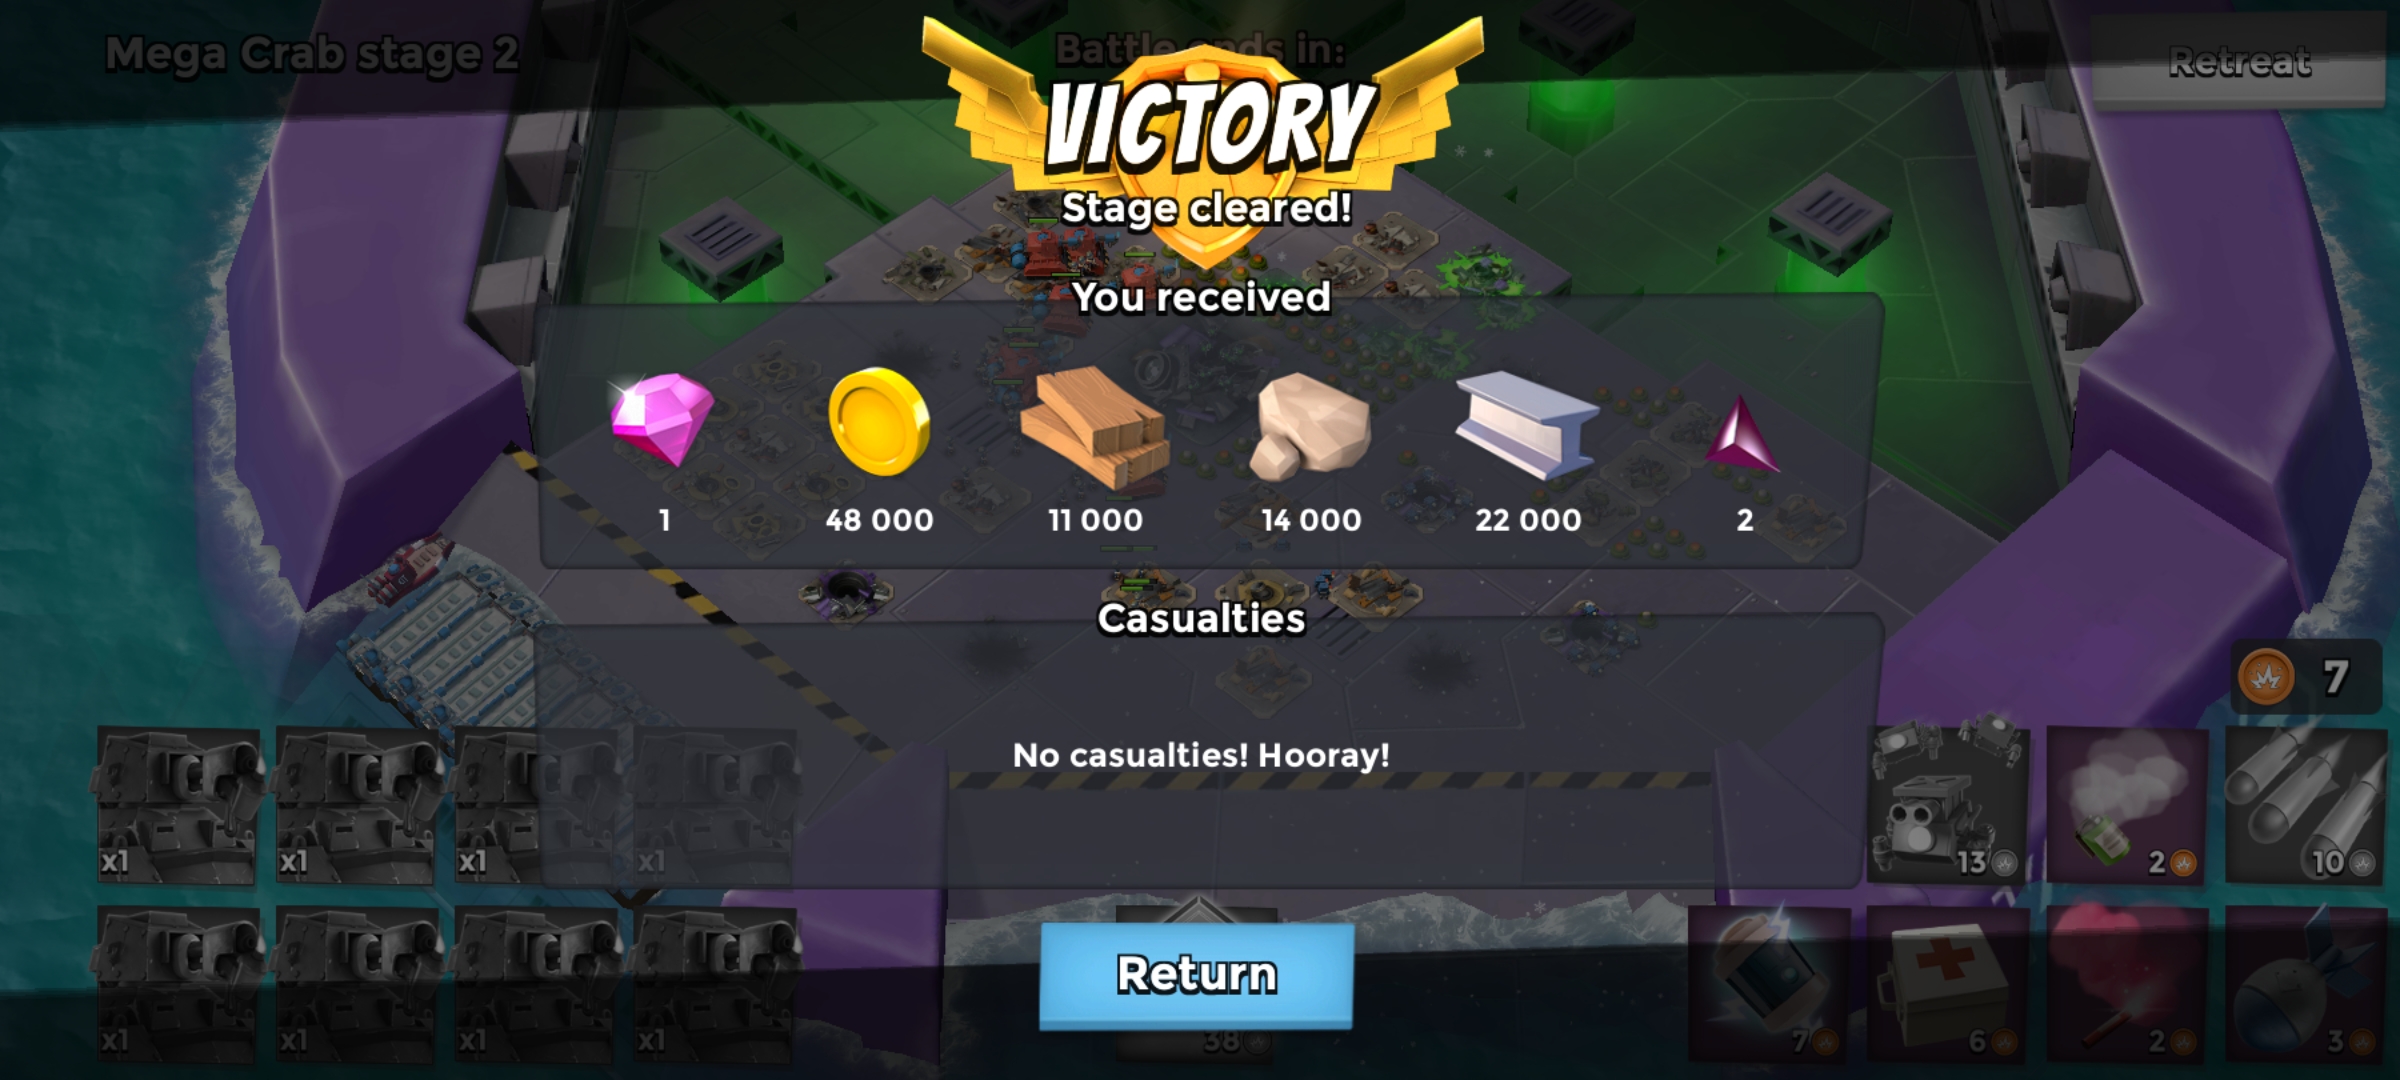 Mega Crab stage 2
Battle ends in:
Retreat
VICTORY
Stage cleared!
You received
1
48 000
11 000
14 000
22 000
2
Casualties
No casualties! Hooray!
7
x1
x1
x1
x1
13
2
10
Return
x1
x1
x1
x1
38
7
6
2
3